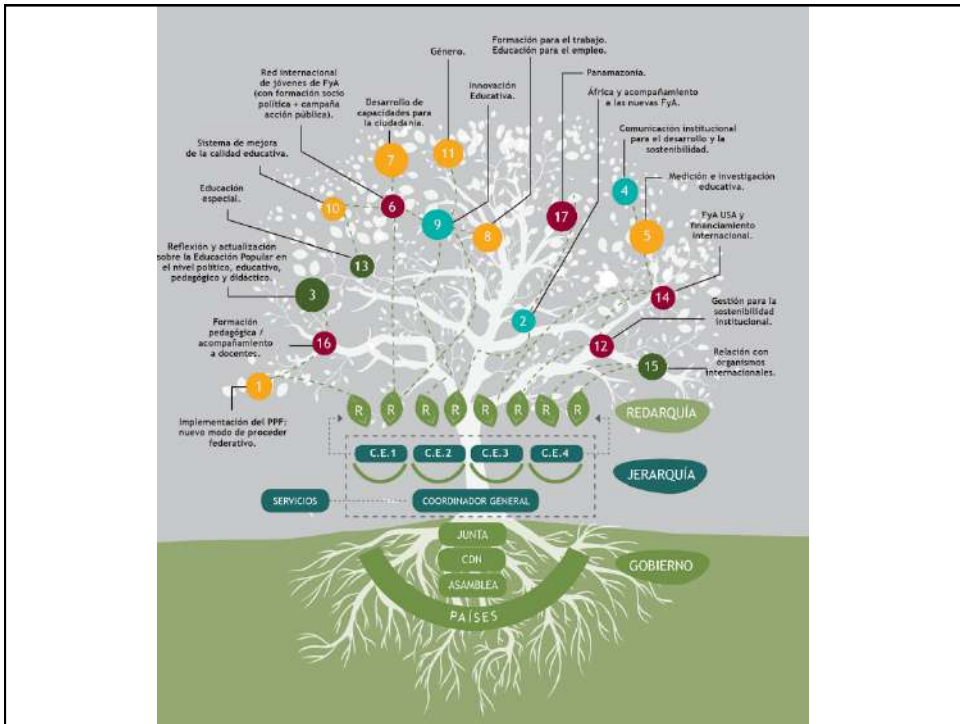 Formación para el trabajo.
Educación para el empleo.
Género.
Red internacional
de jóvenes de FyA
(con formación socio
política + campaña
acción pública).
Innovación
Educativa.
Panamazonía.
África y acompañamiento
a las nuevas FyA.
Desarrollo de
capacidades para
la ciudadanía.
Comunicación institucional
para el desarrollo y la
sostenibilidad.
Sistema de mejora
de la calidad educativa.
Medición e investigación
educativa.
Educación
especial.
FyA USA y
financiamiento
internacional.
Reflexión y actualización
sobre la Educación Popular en
el nivel político, educativo,
pedagógico y didáctico.
Gestión para la
sostenibilidad
institucional.
Formación
pedagógica /
acompañamiento
a docentes.
Relación con
organismos
internacionales.
Implementación del PPF:
nuevo modo de proceder
federativo.
11
7
4
10
6
9
8
17
5
13
3
14
2
16
12
15
1
R R R R R R R R
REDARQUÍA
C.E.1 C.E.2 C.E.3 C.E.4
JERARQUÍA
SERVICIOS
COORDINADOR GENERAL
JUNTA
CDN
ASAMBLEA
PAÍSES
GOBIERNO